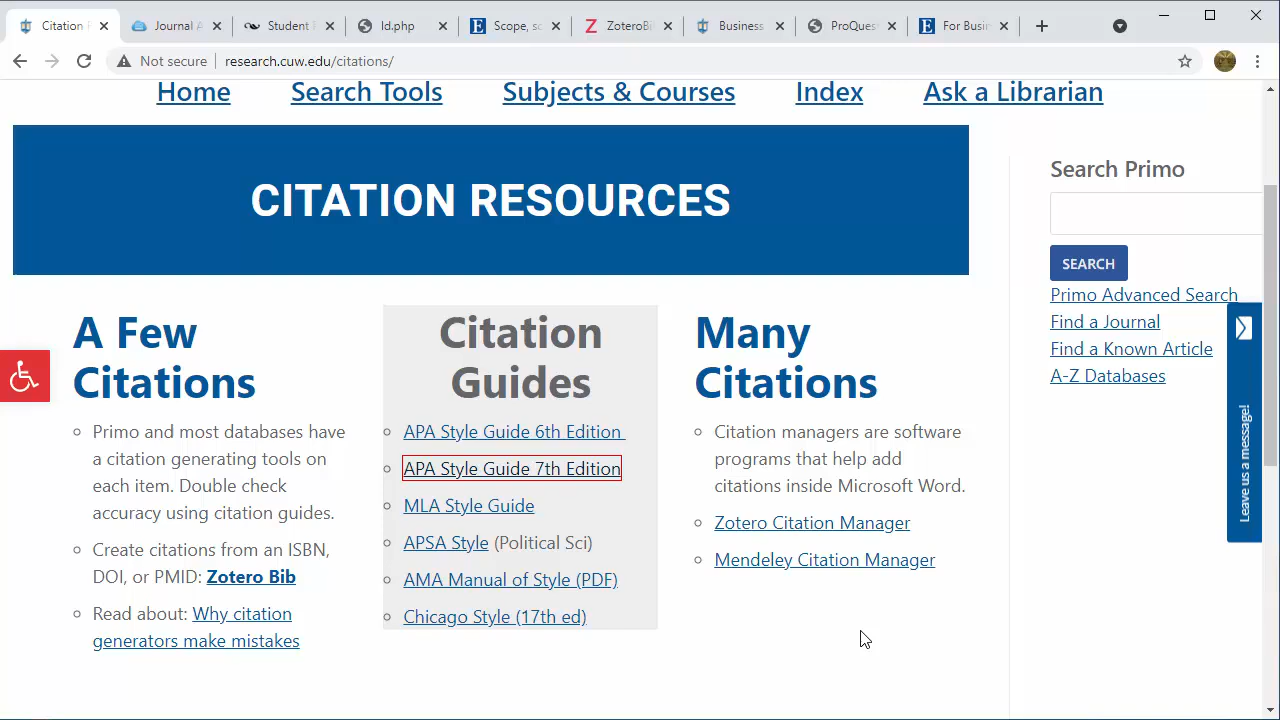 Citation
Journal A
Student
Id.php
Scope, sc
ZoteroBi
Business
ProQues
For Busin
Not secure
research.cuw.edu/citations/
Home
Search Tools
Subjects & Courses
Index
Ask a Librarian
CITATION RESOURCES
A Few
Citations
Primo and most databases have
a citation generating tools on
each item. Double check
accuracy using citation guides.
Create citations from an ISBN,
DOI, or PMID: Zotero Bib
Read about: Why citation
generators make mistakes
Citation
Guides
APA Style Guide 6th Edition
APA Style Guide 7th Edition
MLA Style Guide
APSA Style (Political Sci)
AMA Manual of Style (PDF)
Chicago Style (17th ed)
Many
Citations
Citation managers are software
programs that help add
citations inside Microsoft Word.
Zotero Citation Manager
Mendeley Citation Manager
Search Primo
SEARCH
Primo Advanced Search
Find a Journal
Find a Known Article
A-Z Databases
Leave us a message!